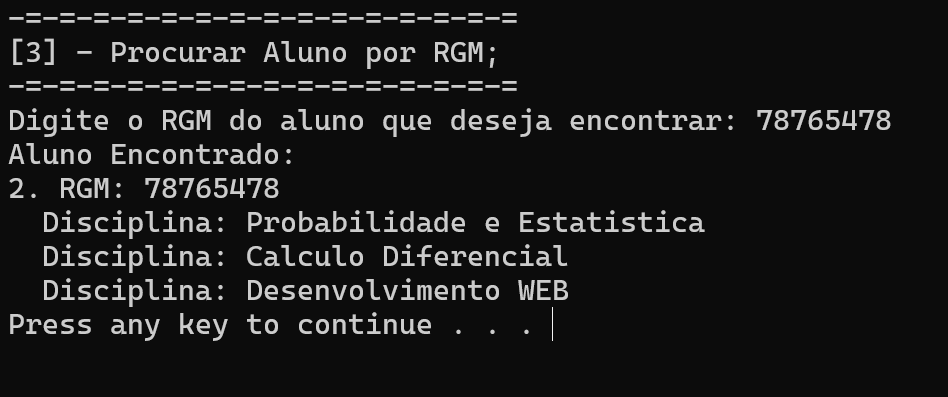 -=-=-=-=-=-=-=-=-=-=-=-=-=-=-=
[3] - Procurar Aluno por RGM;
-=-=-=-=-=-=-=-=-=-=-=-=-=-=-=
Digite o RGM do aluno que deseja encontrar: 78765478
Aluno Encontrado:
2. RGM: 78765478
  Disciplina: Probabilidade e Estatistica
  Disciplina: Calculo Diferencial
  Disciplina: Desenvolvimento WEB
Press any key to continue . . .